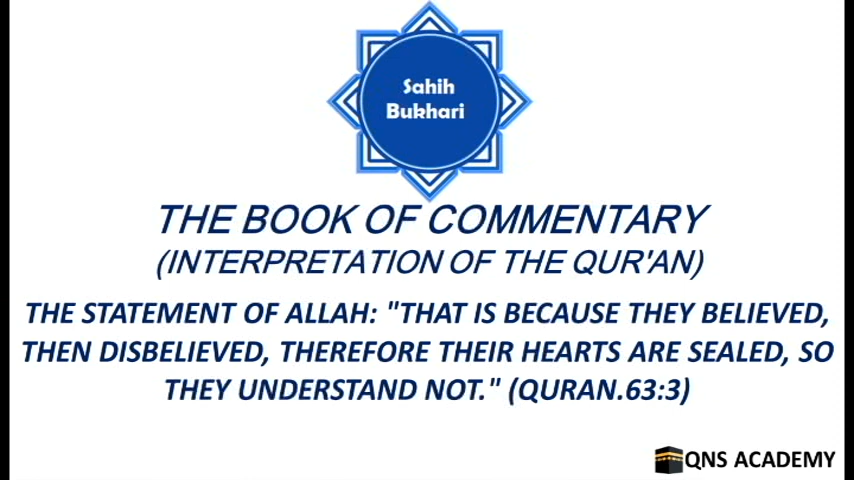 Sahih
Bukhari
THE BOOK OF COMMENTARY
(INTERPRETATION OF THE QUR'AN)
THE STATEMENT OF ALLAH: "THAT IS BECAUSE THEY BELIEVED,
THEN DISBELIEVED, THEREFORE THEIR HEARTS ARE SEALED, SO
THEY UNDERSTAND NOT." (QURAN.63:3)
QNS ACADEMY